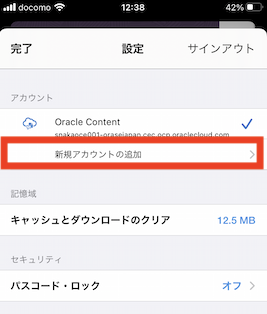 docomo 12:38 42%
完了 設定 サインアウト
アカウント
Oracle Content
snakaoce001-orasejapan.cec.ocp.oraclecloud.com
新規アカウントの追加
記憶域
キャッシュとダウンロードのクリア 12.5 MB
セキュリティ
パスコード・ロック オフ